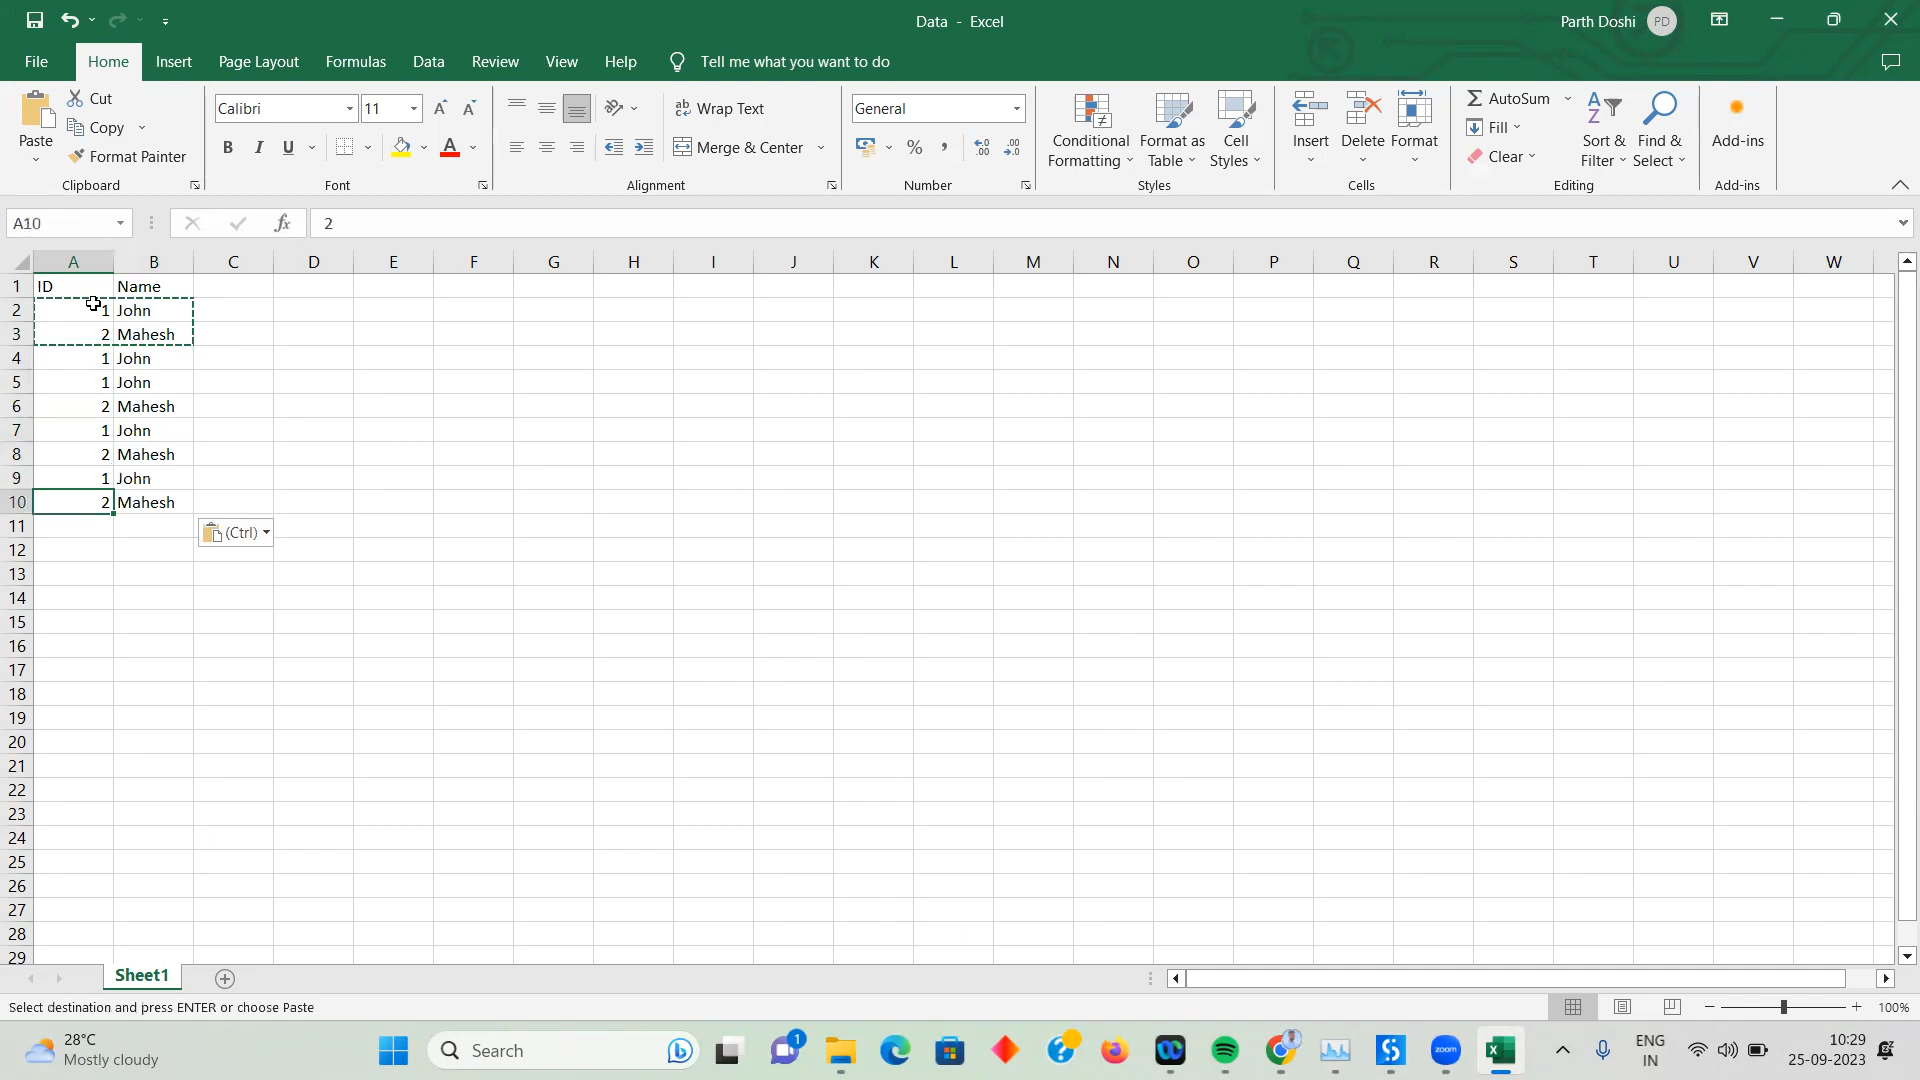 Data - Excel
Parth Doshi PD
File Home Insert Page Layout Formulas Data Review View Help Tell me what you want to do
Paste
Cut
Copy
Format Painter
Clipboard
Calibri 11 A A
B I U A
Font
ab Wrap Text
Merge & Center
Alignment
General
% ,
Number
Conditional Formatting
Format as Table
Cell Styles
Styles
Insert Delete Format
Cells
AutoSum
Fill
Clear
Sort & Filter
Find & Select
Editing
Add-ins
Add-ins
A10 fx 2
A B C D E F G H I J K L M N O P Q R S T U V W
1 ID Name
2 1 John
3 2 Mahesh
4 1 John
5 1 John
6 2 Mahesh
7 1 John
8 2 Mahesh
9 1 John
10 2 Mahesh
11 (Ctrl)
12
13
14
15
16
17
18
19
20
21
22
23
24
25
26
27
28
29
Sheet1
Select destination and press ENTER or choose Paste 100%
28°C
Mostly cloudy
Search
1
zoom
ENG
IN
10:29
25-09-2023